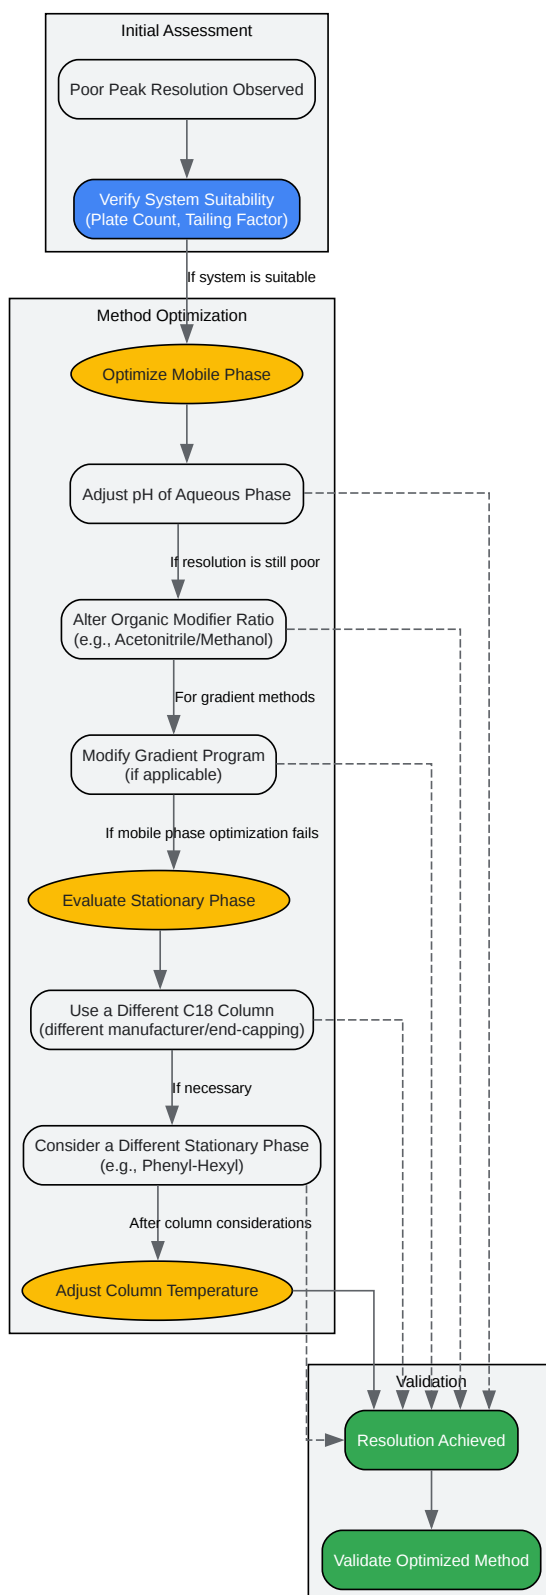 Initial Assessment
Poor Peak Resolution Observed
Verify System Suitability
(Plate Count, Tailing Factor)
If system is suitable
Method Optimization
Optimize Mobile Phase
Adjust pH of Aqueous Phase
If resolution is still poor
Alter Organic Modifier Ratio
(e.g., Acetonitrile/Methanol)
For gradient methods
Modify Gradient Program
(if applicable)
If mobile phase optimization fails
Evaluate Stationary Phase
Use a Different C18 Column
(different manufacturer/end-capping)
If necessary
Consider a Different Stationary Phase
(e.g., Phenyl-Hexyl)
After column considerations
Adjust Column Temperature
Validation
Resolution Achieved
Validate Optimized Method